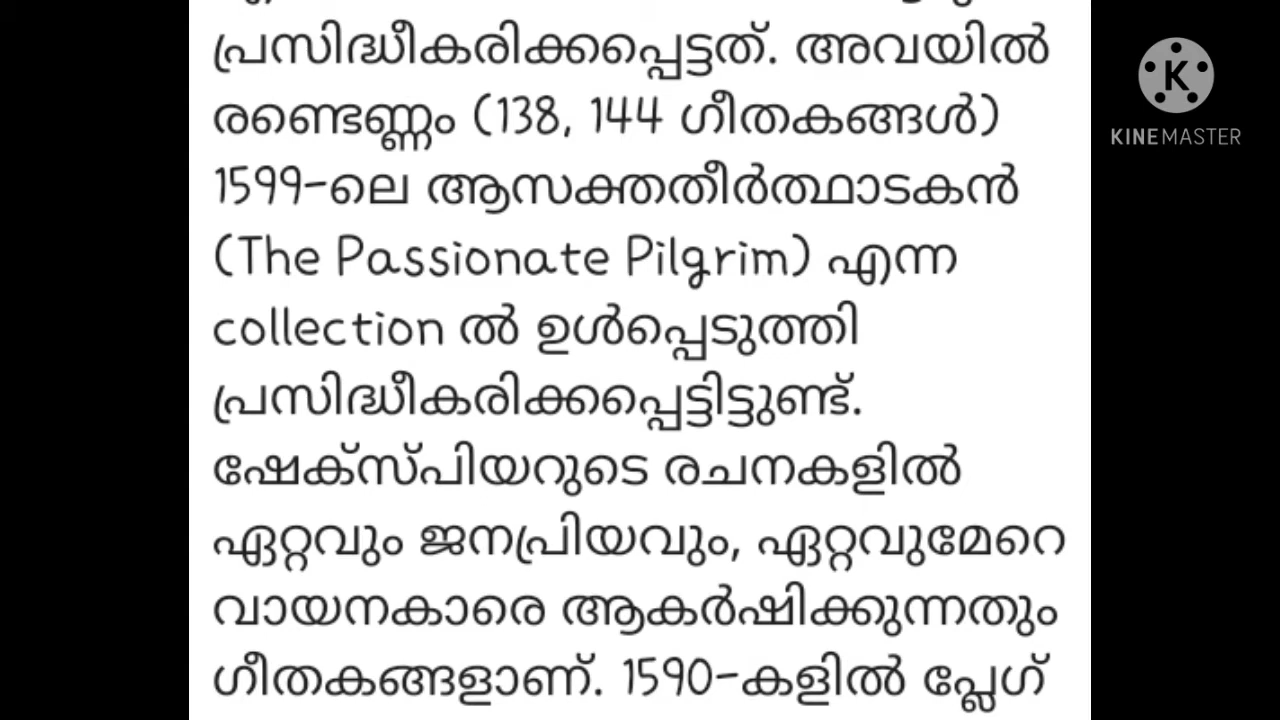 പ്രസിദ്ധീകരിക്കപ്പെട്ടത്. അവയിൽ
രണ്ടെണ്ണം (138, 144 ഗീതകങ്ങൾ)
1599-ലെ ആസക്തതീർത്ഥാടകൻ
(The Passionate Pilgrim) എന്ന
collection ൽ ഉൾപ്പെടുത്തി
പ്രസിദ്ധീകരിക്കപ്പെട്ടിട്ടുണ്ട്.
ഷേക്സ്പിയറുടെ രചനകളിൽ
ഏറ്റവും ജനപ്രിയവും, ഏറ്റവുമേറെ
വായനകാരെ ആകർഷിക്കുന്നതും
ഗീതകങ്ങളാണ്. 1590-കളിൽ പ്ലേഗ്
K
KINEMASTER